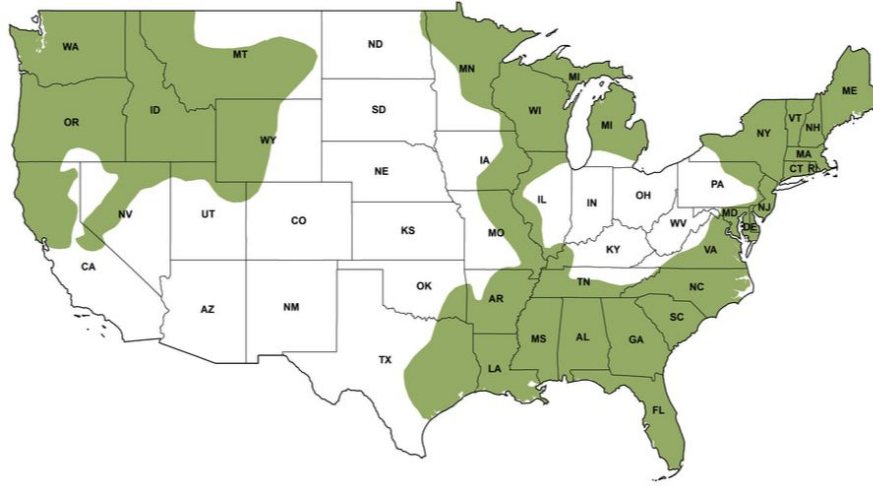 WA
MT
ND
MN
MI
ME
OR
ID
SD
WI
MI
VT
NH
NY
WY
MA
CT
RI
IA
NE
PA
NJ
NV
UT
IL
IN
OH
MD
DE
CO
WV
KS
MO
VA
CA
KY
OK
TN
NC
AZ
NM
AR
SC
MS
AL
GA
TX
LA
FL